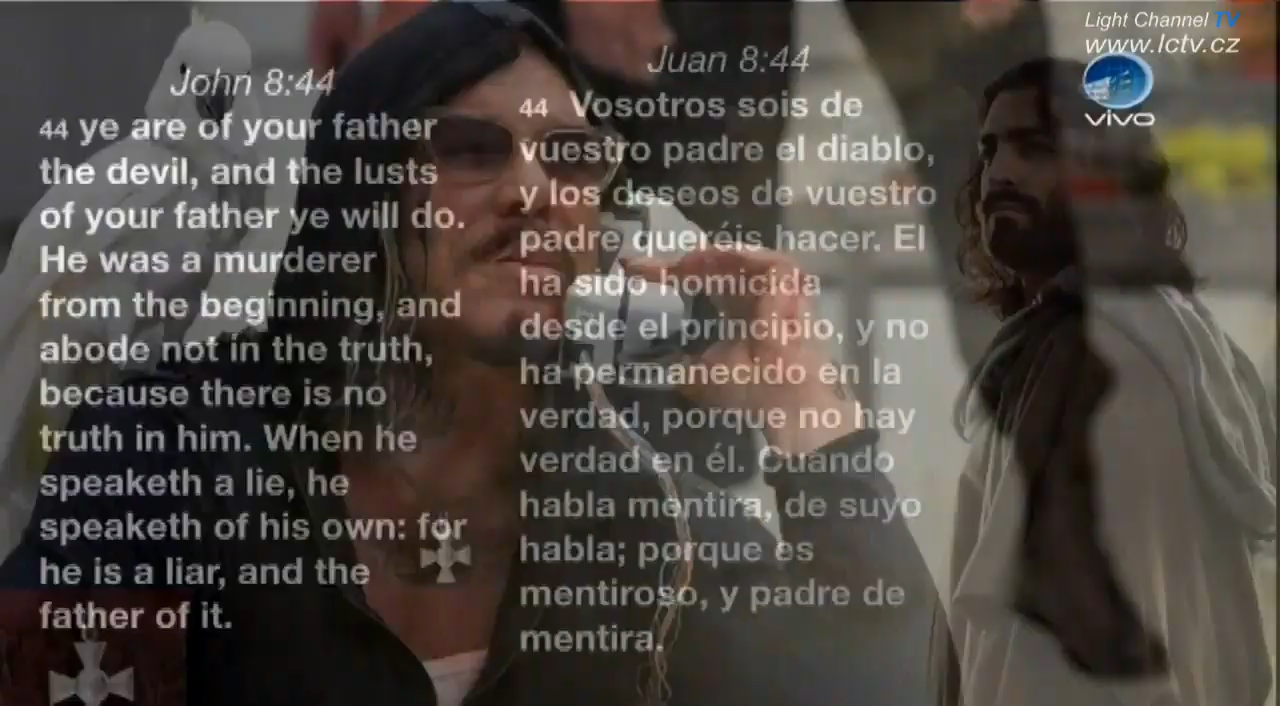 Light Channel TV
www.lctv.cz
vivo
John 8:44
44 ye are of your father
the devil, and the lusts
of your father ye will do.
He was a murderer
from the beginning, and
abode not in the truth,
because there is no
truth in him. When he
speaketh a lie, he
speaketh of his own: for
he is a liar, and the
father of it.
Juan 8:44
44 Vosotros sois de
vuestro padre el diablo,
y los deseos de vuestro
padre queréis hacer. El
ha sido homicida
desde el principio, y no
ha permanecido en la
verdad, porque no hay
verdad en él. Cuando
habla mentira, de suyo
habla; porque es
mentiroso, y padre de
mentira.